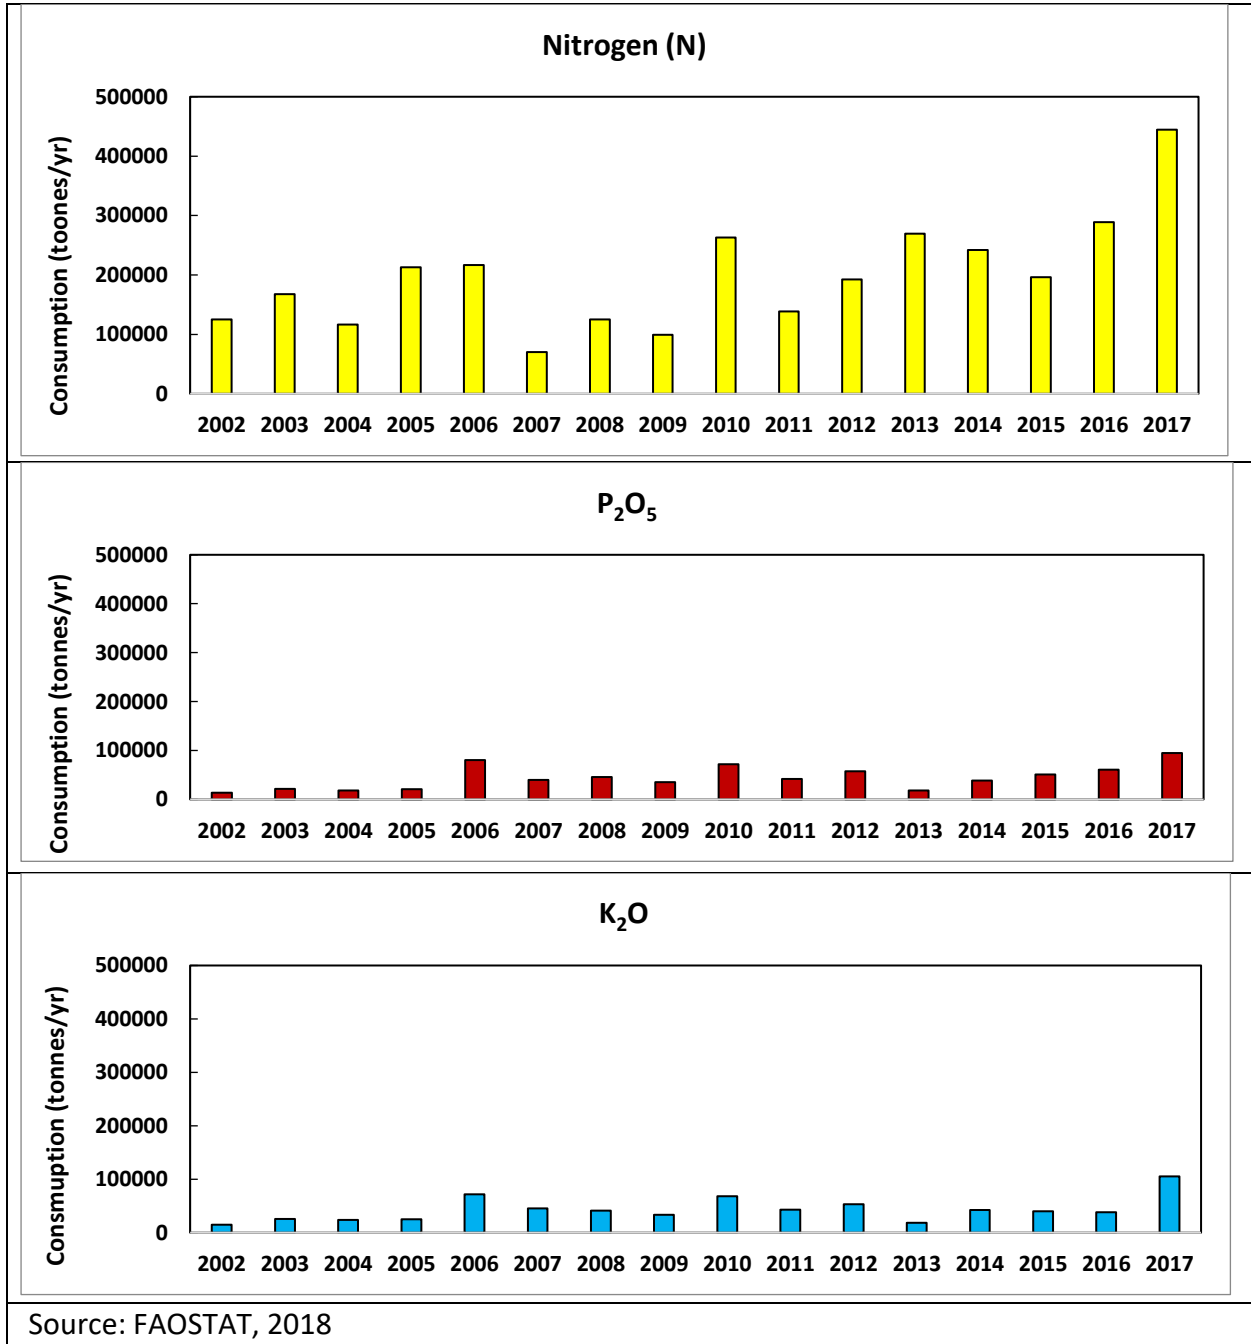 Nitrogen (N)
Consumption (toones/yr)
500000
400000
300000
200000
100000
0
2002 2003 2004 2005 2006 2007 2008 2009 2010 2011 2012 2013 2014 2015 2016 2017
P₂O₅
Consumption (tonnes/yr)
500000
400000
300000
200000
100000
0
2002 2003 2004 2005 2006 2007 2008 2009 2010 2011 2012 2013 2014 2015 2016 2017
K₂O
Consmuption (tonnes/yr)
500000
400000
300000
200000
100000
0
2002 2003 2004 2005 2006 2007 2008 2009 2010 2011 2012 2013 2014 2015 2016 2017
Source: FAOSTAT, 2018